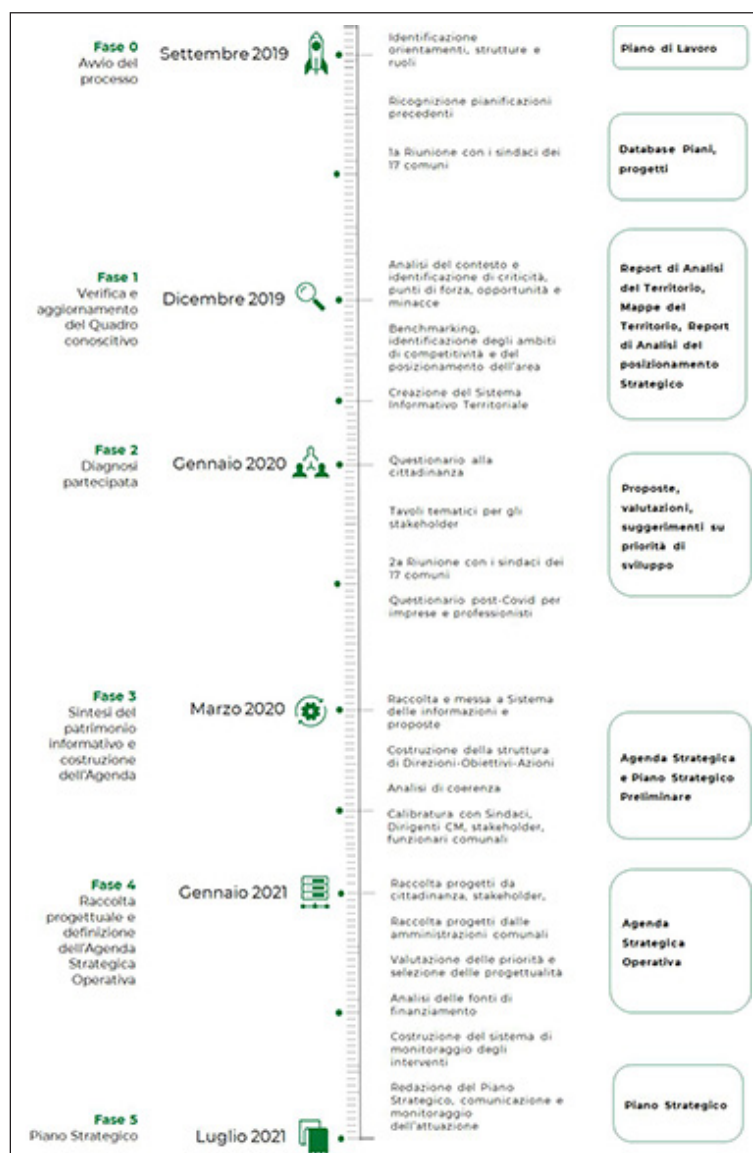 Fase 0
Avvio del
processo
Settembre 2019
Identificazione
orientamenti, strutture e
ruoli
Ricognizione pianificazioni
precedenti
1a Riunione con i sindaci dei
17 comuni
Piano di Lavoro
Database Piani,
progetti
Fase 1
Verifica e
aggiornamento
del Quadro
conoscitivo
Dicembre 2019
Analisi del contesto e
identificazione di criticità,
punti di forza, opportunità e
minacce
Benchmarking,
identificazione degli ambiti
di competitività e del
posizionamento dell'area
Creazione del Sistema
Informativo Territoriale
Report di Analisi
del Territorio,
Mappe del
Territorio, Report
di Analisi del
posizionamento
Strategico
Fase 2
Diagnosi
partecipata
Gennaio 2020
Questionario alla
cittadinanza
Tavoli tematici per gli
stakeholder
2a Riunione con i sindaci dei
17 comuni
Questionario post-Covid per
imprese e professionisti
Proposte,
valutazioni,
suggerimenti su
priorità di
sviluppo
Fase 3
Sintesi del
patrimonio
informativo e
costruzione
dell'Agenda
Marzo 2020
Raccolta e messa a Sistema
delle informazioni e
proposte
Costruzione della struttura
di Direzioni-Obiettivi-Azioni
Analisi di coerenza
Calibratura con Sindaci,
Dirigenti CM, stakeholder,
funzionari comunali
Agenda Strategica
e Piano Strategico
Preliminare
Fase 4
Raccolta
progettuale e
definizione
dell'Agenda
Strategica
Operativa
Gennaio 2021
Raccolta progetti da
cittadinanza, stakeholder,
Raccolta progetti dalle
amministrazioni comunali
Valutazione delle priorità e
selezione delle progettualità
Analisi delle fonti di
finanziamento
Costruzione del sistema di
monitoraggio degli
interventi
Agenda
Strategica
Operativa
Fase 5
Piano Strategico
Luglio 2021
Redazione del Piano
Strategico, comunicazione e
monitoraggio
dell'attuazione
Piano Strategico